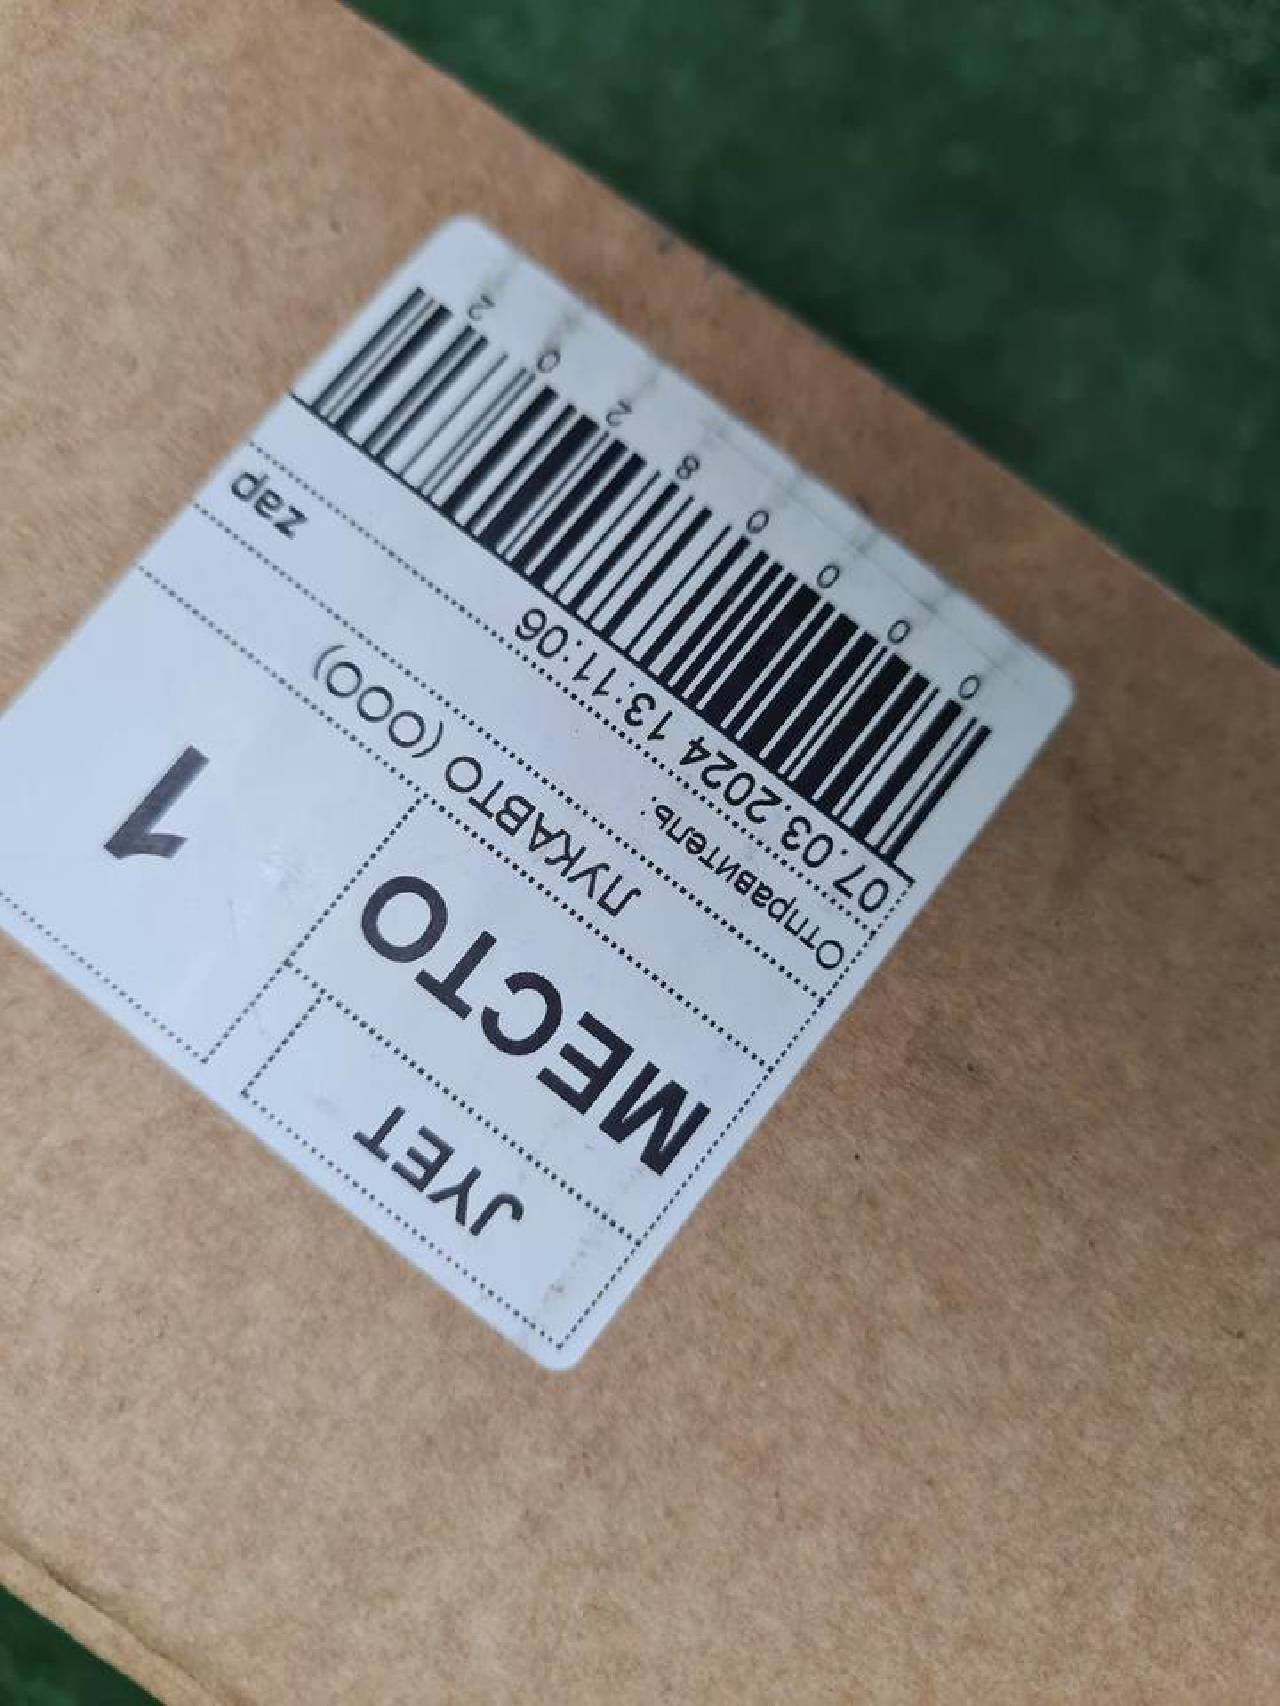 JYET
МЕСТО 1
ЛУКАВТО (ООО)
Отправитель: zap
07.03.2024 13:11:06
0 0 0 0 8 2 0 2